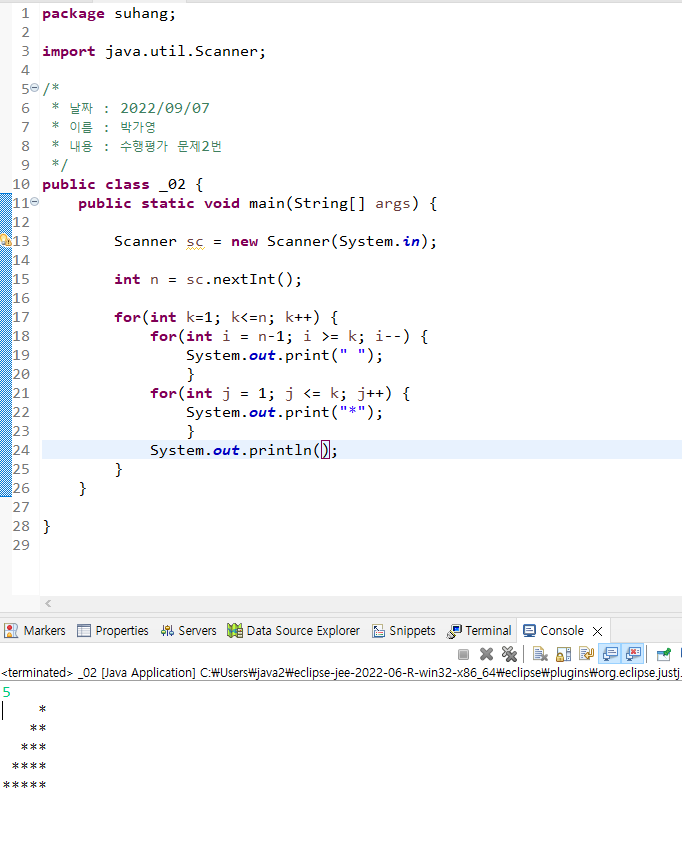 1 package suhang;
2
3 import java.util.Scanner;
4
5 /*
6  * 날짜 : 2022/09/07
7  * 이름 : 박가영
8  * 내용 : 수행평가 문제2번
9  */
10 public class _02 {
11     public static void main(String[] args) {
12
13         Scanner sc = new Scanner(System.in);
14
15         int n = sc.nextInt();
16
17         for(int k=1; k<=n; k++) {
18             for(int i = n-1; i >= k; i--) {
19                 System.out.print(" ");
20                 }
21             for(int j = 1; j <= k; j++) {
22                 System.out.print("*");
23                 }
24             System.out.println();
25         }
26     }
27
28 }
29
Markers Properties Servers Data Source Explorer Snippets Terminal Console
<terminated> _02 [Java Application] C:₩Users₩java2₩eclipse-jee-2022-06-R-win32-x86_64₩eclipse₩plugins₩org.eclipse.justj.
5
    *
   **
  ***
 ****
*****